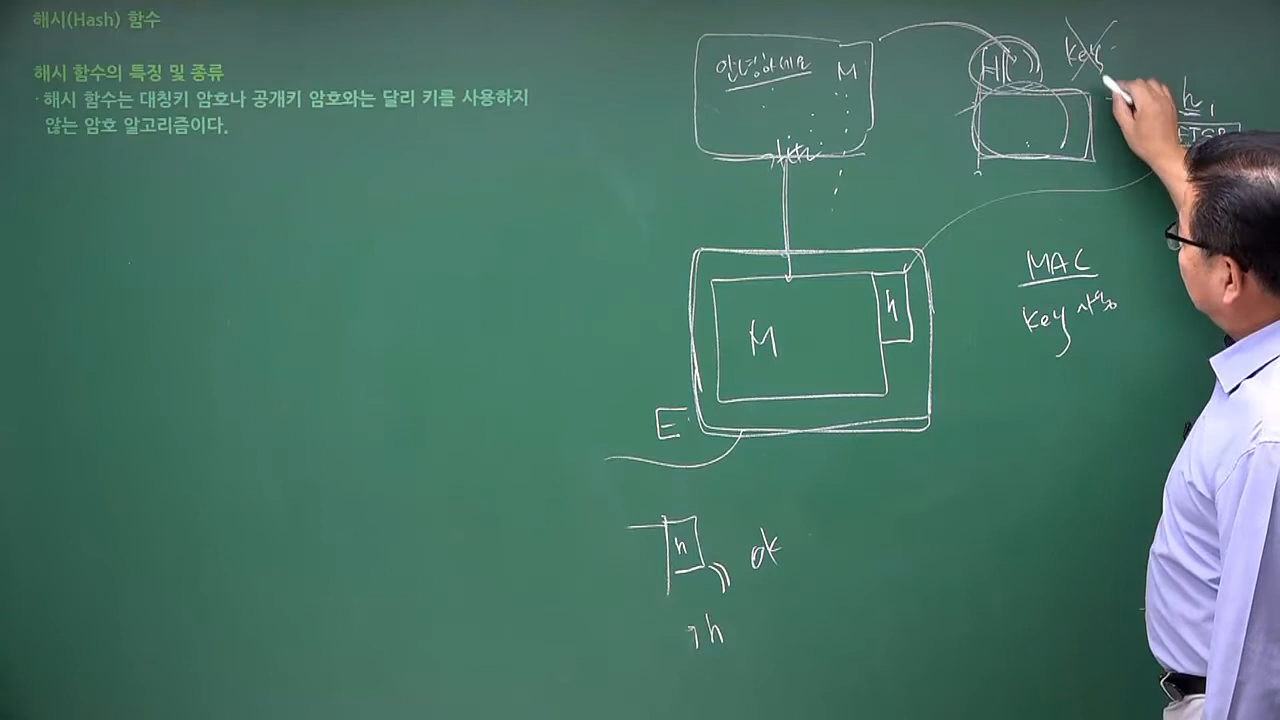 해시(Hash) 함수
해시 함수의 특징 및 종류
· 해시 함수는 대칭키 암호나 공개키 암호와는 달리 키를 사용하지
않는 암호 알고리즘이다.
안녕하세요 M
H( )
key
h
M
h
MAC
key 사용
E
h
ok
h